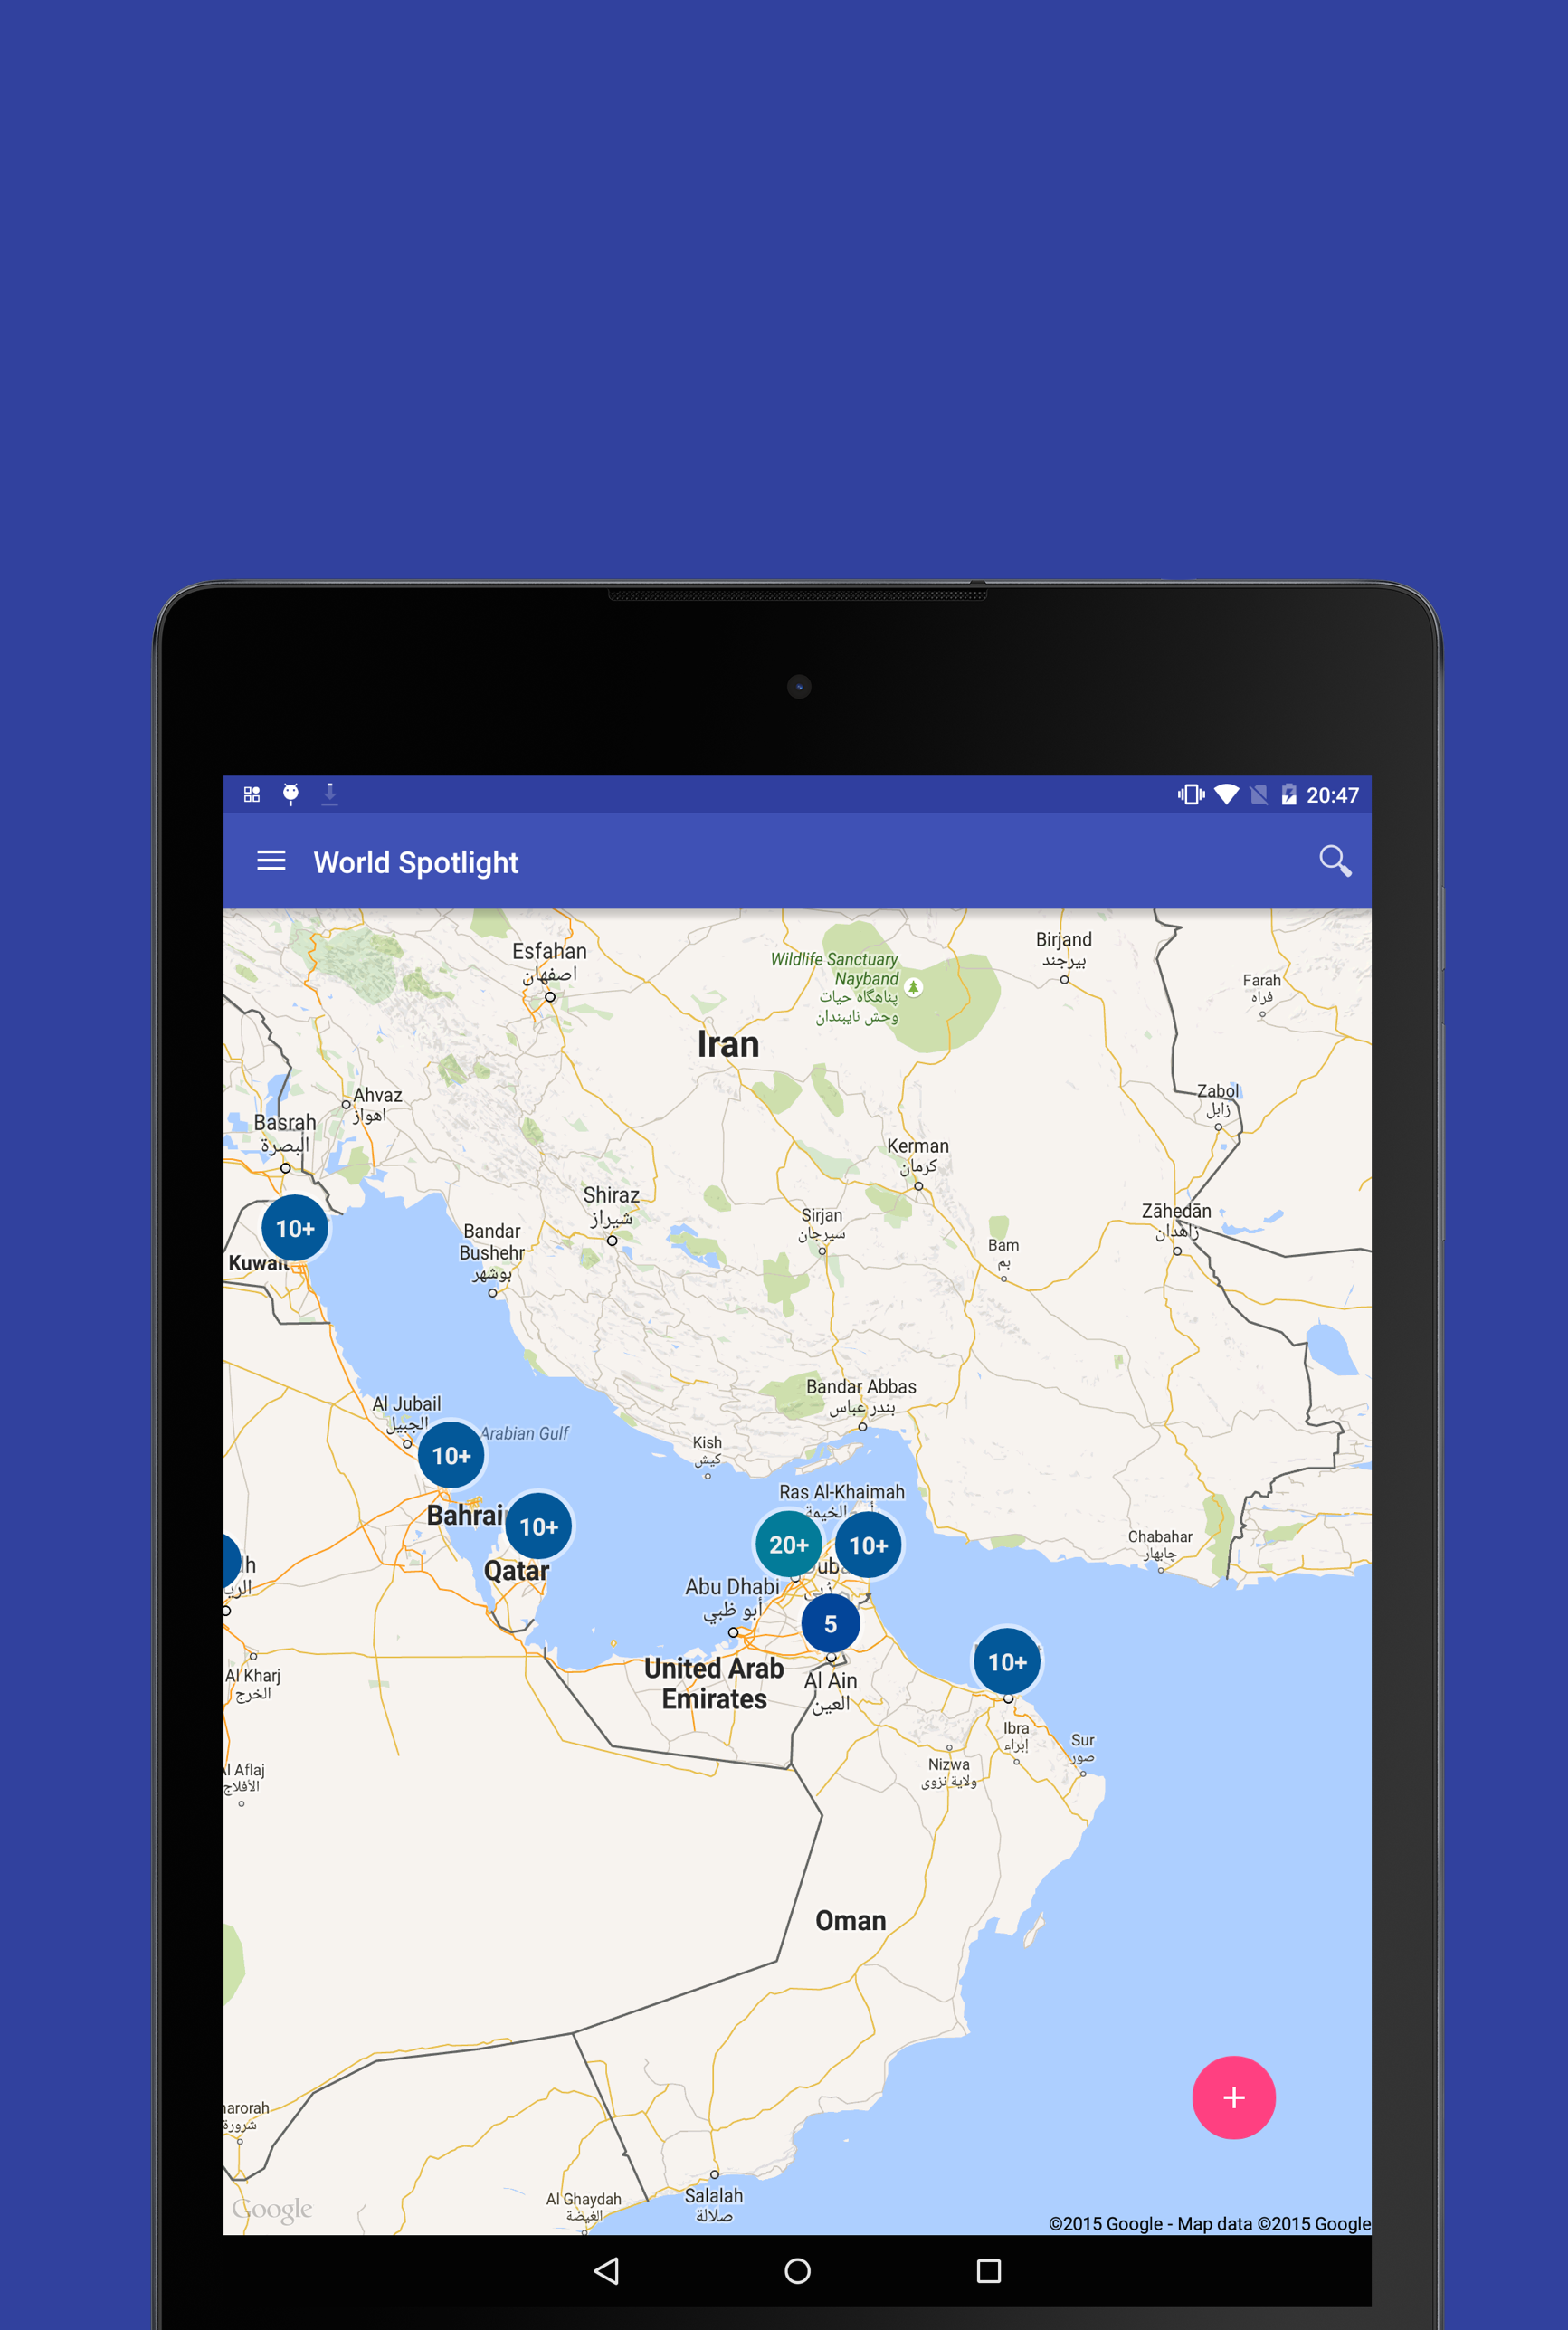 20:47
World Spotlight
Esfahan
اصفهان
Wildlife Sanctuary
Nayband
پناهگاه حیات
وحش نایبندان
Birjand
بیرجند
Farah
فراه
Iran
Ahvaz
اهواز
Basrah
البصرة
Zabol
زابل
Kerman
کرمان
Shiraz
شیراز
Sirjan
سیرجان
Zāhedān
زاهدان
10+
Kuwait
Bandar
Bushehr
بوشهر
Bam
بم
Al Jubail
الجبيل
Arabian Gulf
Bandar Abbas
بندر عباس
Kish
کیش
10+
Ras Al-Khaimah
الخيمة
Bahrai
10+
20+
10+
Chabahar
چابهار
Qatar
Duba
lh
Abu Dhabi
أبو ظبي
5
10+
United Arab
Emirates
Al Kharj
الخرج
Al Ain
العين
Ibra
إبراء
Sur
صور
Nizwa
ولاية نزوى
Al Aflaj
الأفلاج
Oman
arorah
شرورة
Al Ghaydah
الغيضة
Salalah
صلالة
+
Google
©2015 Google - Map data ©2015 Google